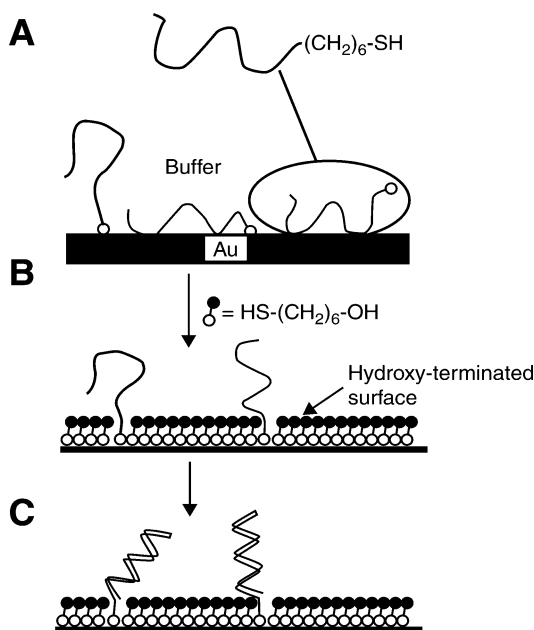 A
(CH₂)₆-SH
Buffer
Au
B
= HS-(CH₂)₆-OH
Hydroxy-terminated
surface
C